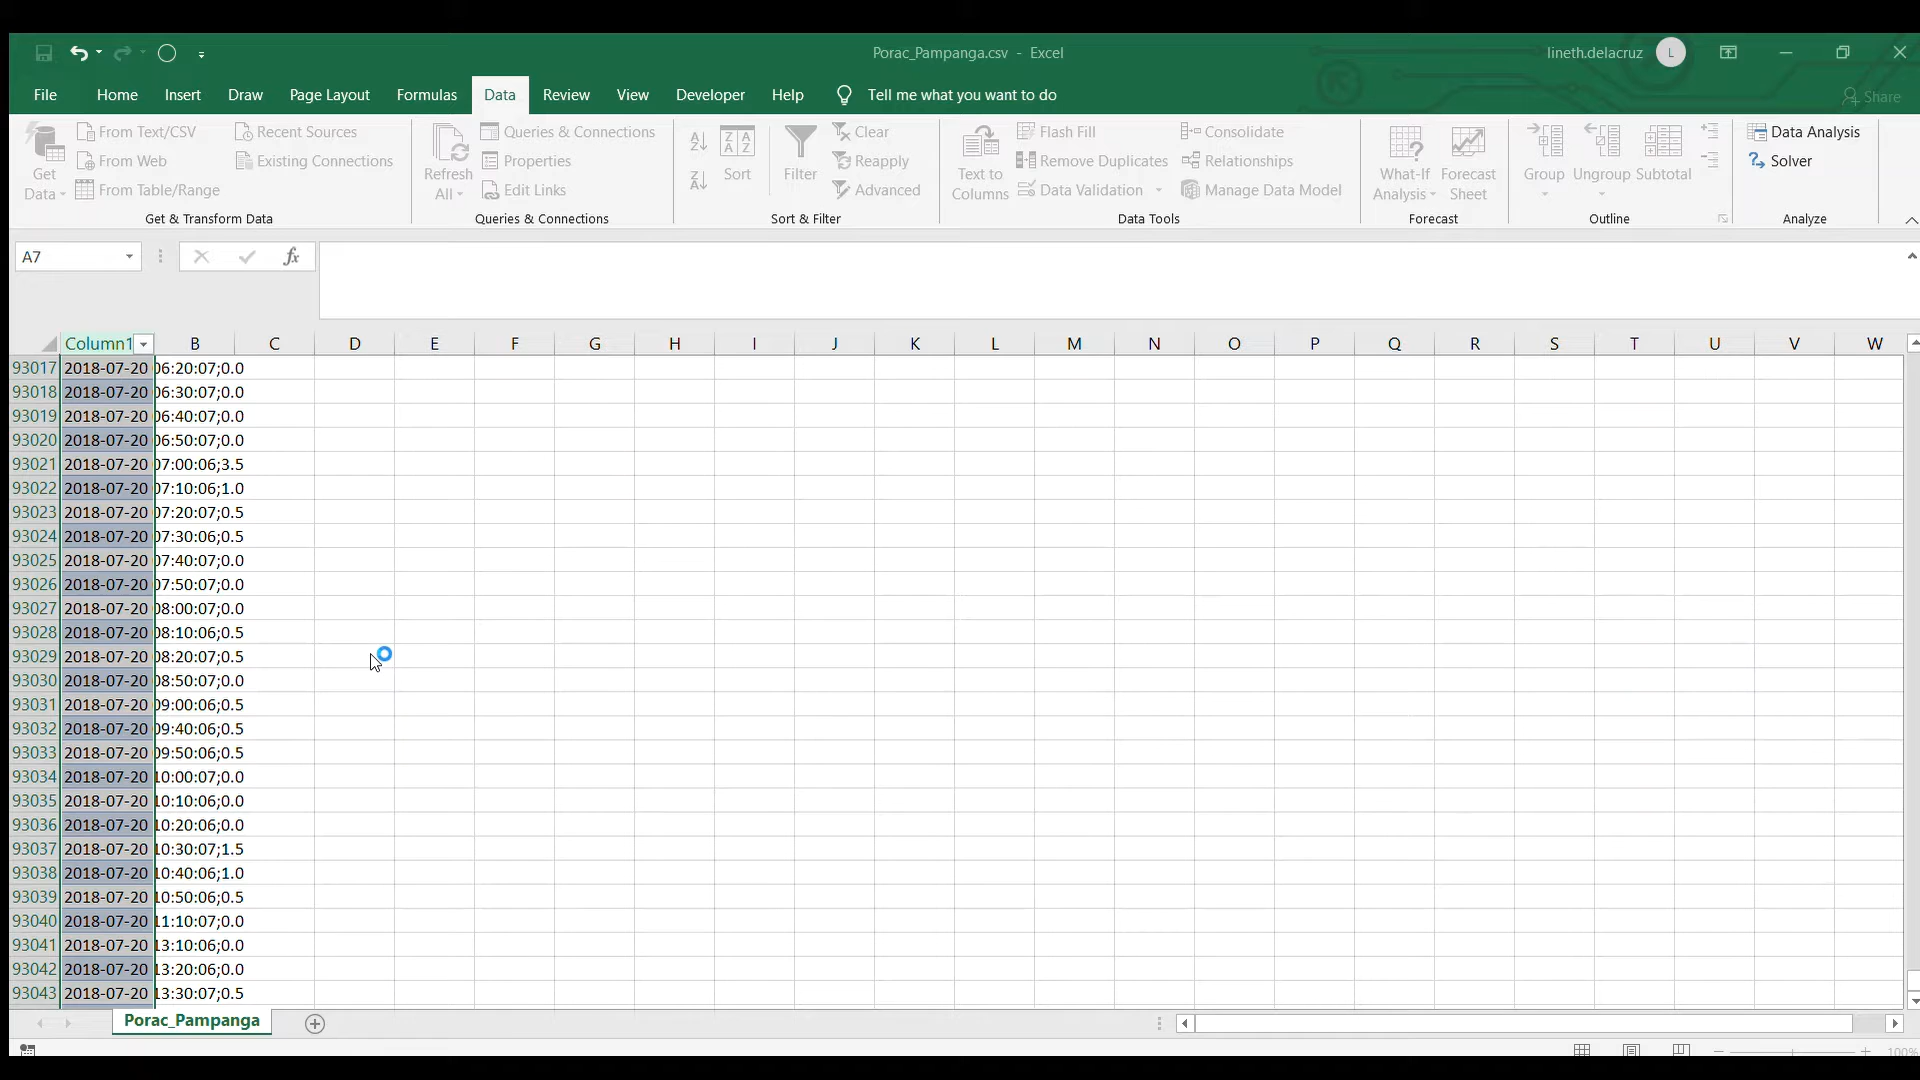 Porac_Pampanga.csv - Excel
lineth.delacruz L
File Home Insert Draw Page Layout Formulas Data Review View Developer Help Tell me what you want to do Share
From Text/CSV Recent Sources Queries & Connections Clear Flash Fill Consolidate Data Analysis
From Web Existing Connections Properties Reapply Remove Duplicates Relationships Solver
From Table/Range Edit Links Advanced Data Validation Manage Data Model
Get Data Refresh All Sort Filter Text to Columns What-If Analysis Forecast Sheet Group Ungroup Subtotal
Get & Transform Data Queries & Connections Sort & Filter Data Tools Forecast Outline Analyze
A7 fx
Column1 B C D E F G H I J K L M N O P Q R S T U V W
93017 2018-07-20 06:20:07;0.0
93018 2018-07-20 06:30:07;0.0
93019 2018-07-20 06:40:07;0.0
93020 2018-07-20 06:50:07;0.0
93021 2018-07-20 07:00:06;3.5
93022 2018-07-20 07:10:06;1.0
93023 2018-07-20 07:20:07;0.5
93024 2018-07-20 07:30:06;0.5
93025 2018-07-20 07:40:07;0.0
93026 2018-07-20 07:50:07;0.0
93027 2018-07-20 08:00:07;0.0
93028 2018-07-20 08:10:06;0.5
93029 2018-07-20 08:20:07;0.5
93030 2018-07-20 08:50:07;0.0
93031 2018-07-20 09:00:06;0.5
93032 2018-07-20 09:40:06;0.5
93033 2018-07-20 09:50:06;0.5
93034 2018-07-20 10:00:07;0.0
93035 2018-07-20 10:10:06;0.0
93036 2018-07-20 10:20:06;0.0
93037 2018-07-20 10:30:07;1.5
93038 2018-07-20 10:40:06;1.0
93039 2018-07-20 10:50:06;0.5
93040 2018-07-20 11:10:07;0.0
93041 2018-07-20 13:10:06;0.0
93042 2018-07-20 13:20:06;0.0
93043 2018-07-20 13:30:07;0.5
Porac_Pampanga
100%